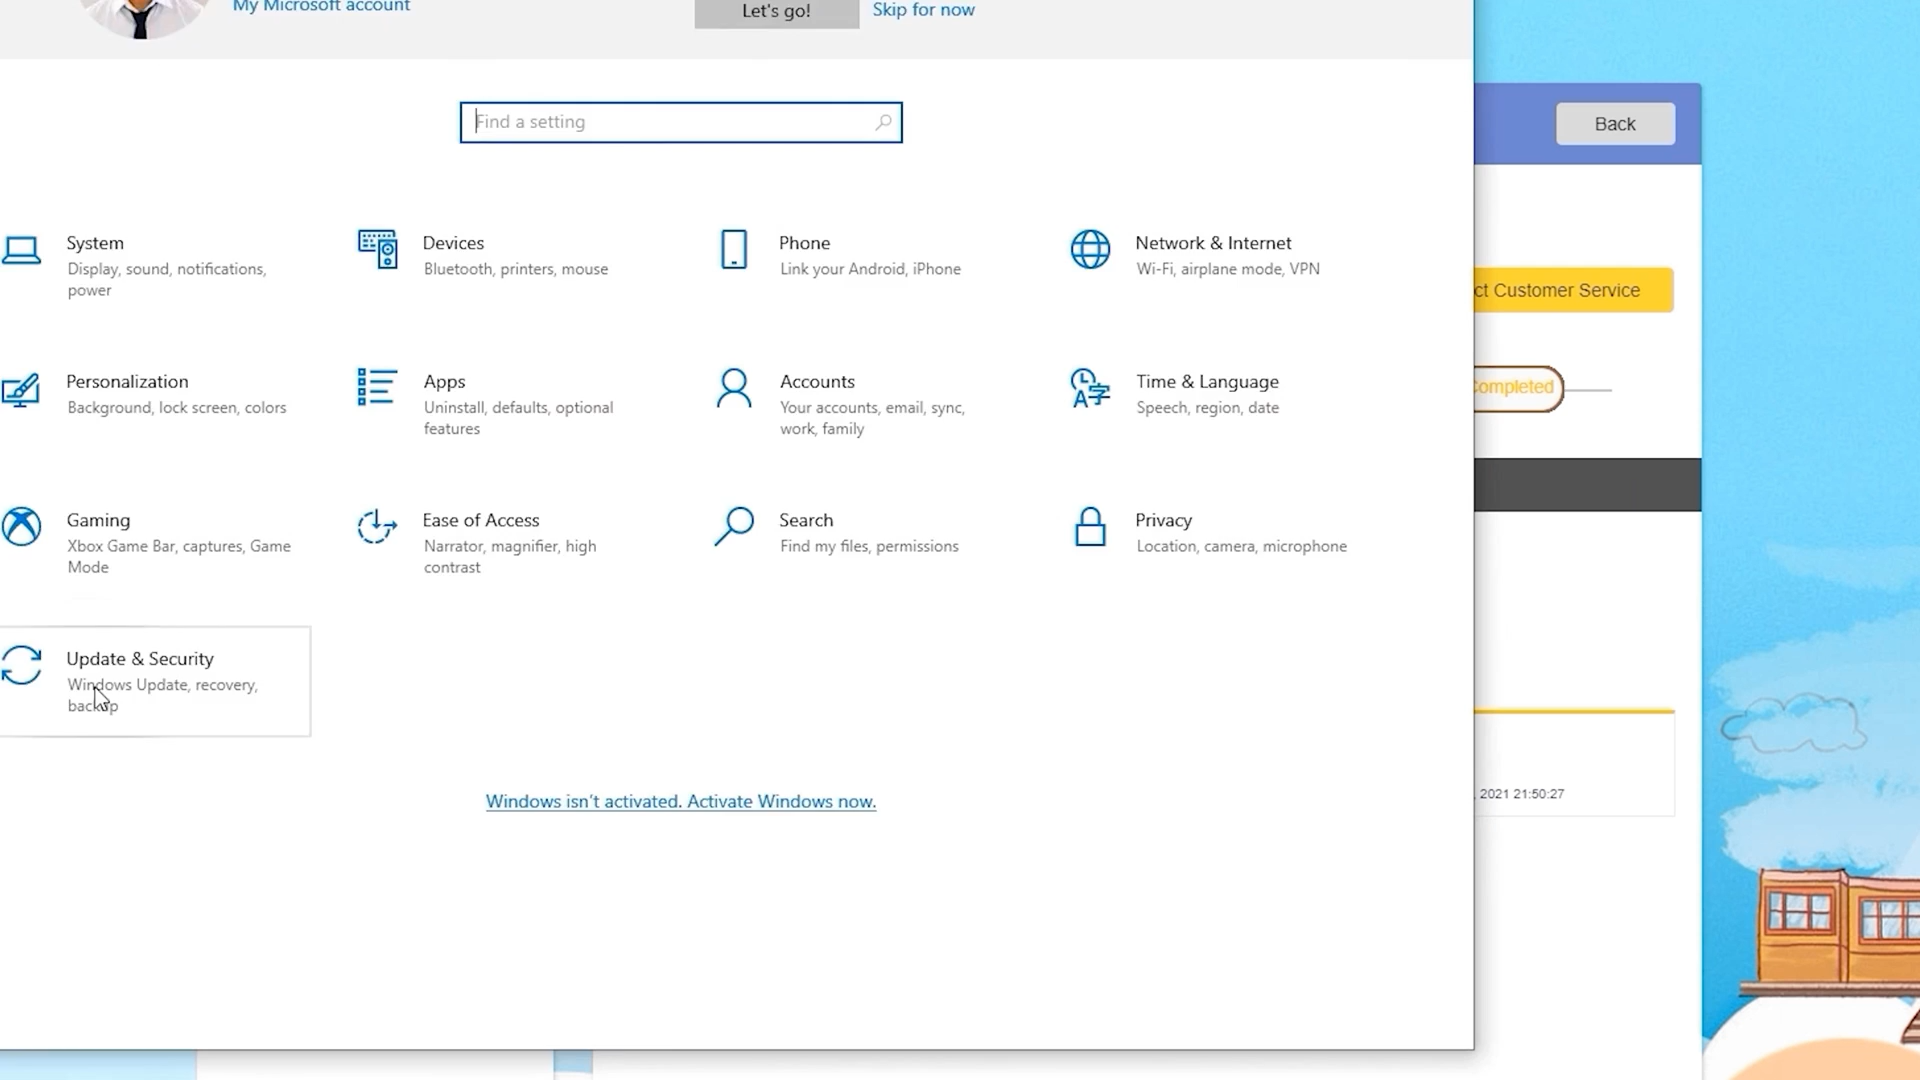 My Microsoft account
Let's go!
Skip for now
Find a setting
Back
System
Display, sound, notifications,
power
Devices
Bluetooth, printers, mouse
Phone
Link your Android, iPhone
Network & Internet
Wi-Fi, airplane mode, VPN
ct Customer Service
Personalization
Background, lock screen, colors
Apps
Uninstall, defaults, optional
features
Accounts
Your accounts, email, sync,
work, family
Time & Language
Speech, region, date
Completed
Gaming
Xbox Game Bar, captures, Game
Mode
Ease of Access
Narrator, magnifier, high
contrast
Search
Find my files, permissions
Privacy
Location, camera, microphone
Update & Security
Windows Update, recovery,
backup
Windows isn't activated. Activate Windows now.
, 2021 21:50:27